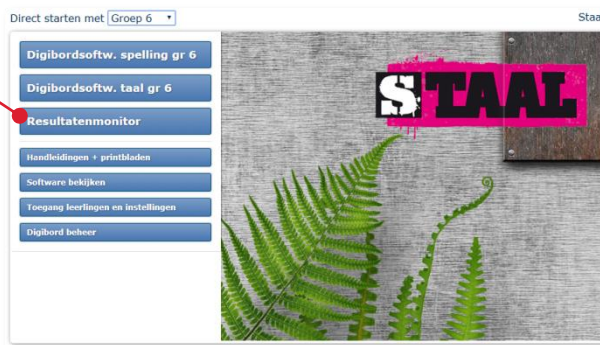 Direct starten met Groep 6
Staa
Digibordsoftw. spelling gr 6
Digibordsoftw. taal gr 6
Resultatenmonitor
Handleidingen + printbladen
Software bekijken
Toegang leerlingen en instellingen
Digibord beheer
STAAL